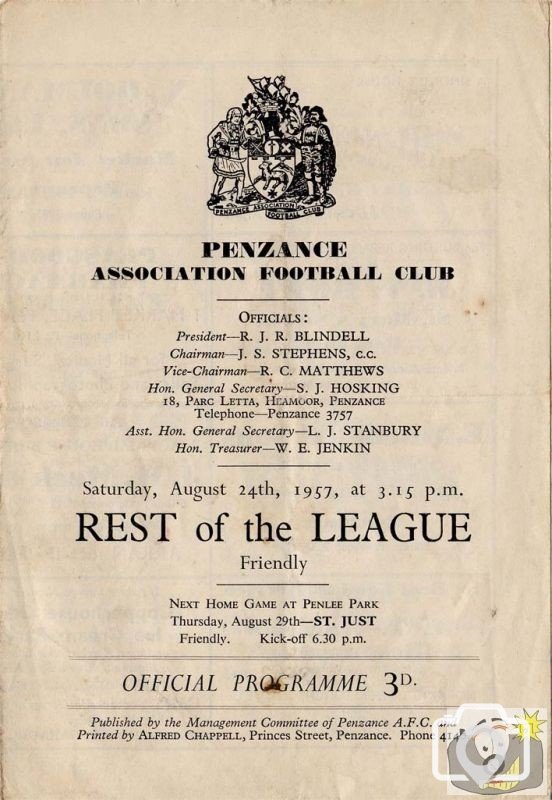 PENZANCE ASSOCIATION FOOTBALL CLUB
PENZANCE
ASSOCIATION FOOTBALL CLUB
OFFICIALS:
President—R. J. R. BLINDELL
Chairman—J. S. STEPHENS, C.C.
Vice-Chairman—R. C. MATTHEWS
Hon. General Secretary—S. J. HOSKING
18, PARC LETTA, HEAMOOR, PENZANCE
Telephone—Penzance 3757
Asst. Hon. General Secretary—L. J. STANBURY
Hon. Treasurer—W. E. JENKIN
Saturday, August 24th, 1957, at 3.15 p.m.
REST of the LEAGUE
Friendly
NEXT HOME GAME AT PENLEE PARK
Thursday, August 29th—ST. JUST
Friendly. Kick-off 6.30 p.m.
OFFICIAL PROGRAMME 3D.
Published by the Management Committee of Penzance A.F.C. and
Printed by ALFRED CHAPPELL, Princes Street, Penzance. Phone